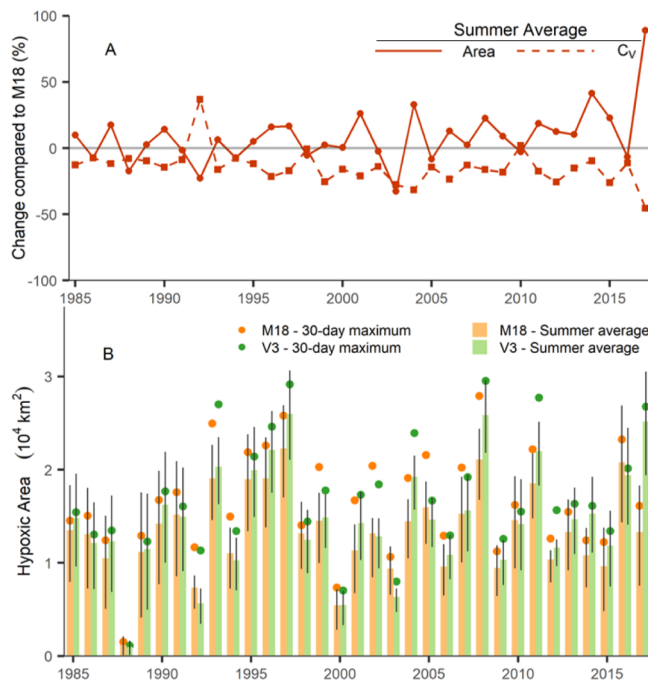 Change compared to M18 (%)
100
50
0
-50
-100
A
Summer Average
Area
Cv
1985
1990
1995
2000
2005
2010
2015
B
M18 - 30-day maximum
V3 - 30-day maximum
M18 - Summer average
V3 - Summer average
Hypoxic Area (10⁴ km²)
3
2
1
0
1985
1990
1995
2000
2005
2010
2015